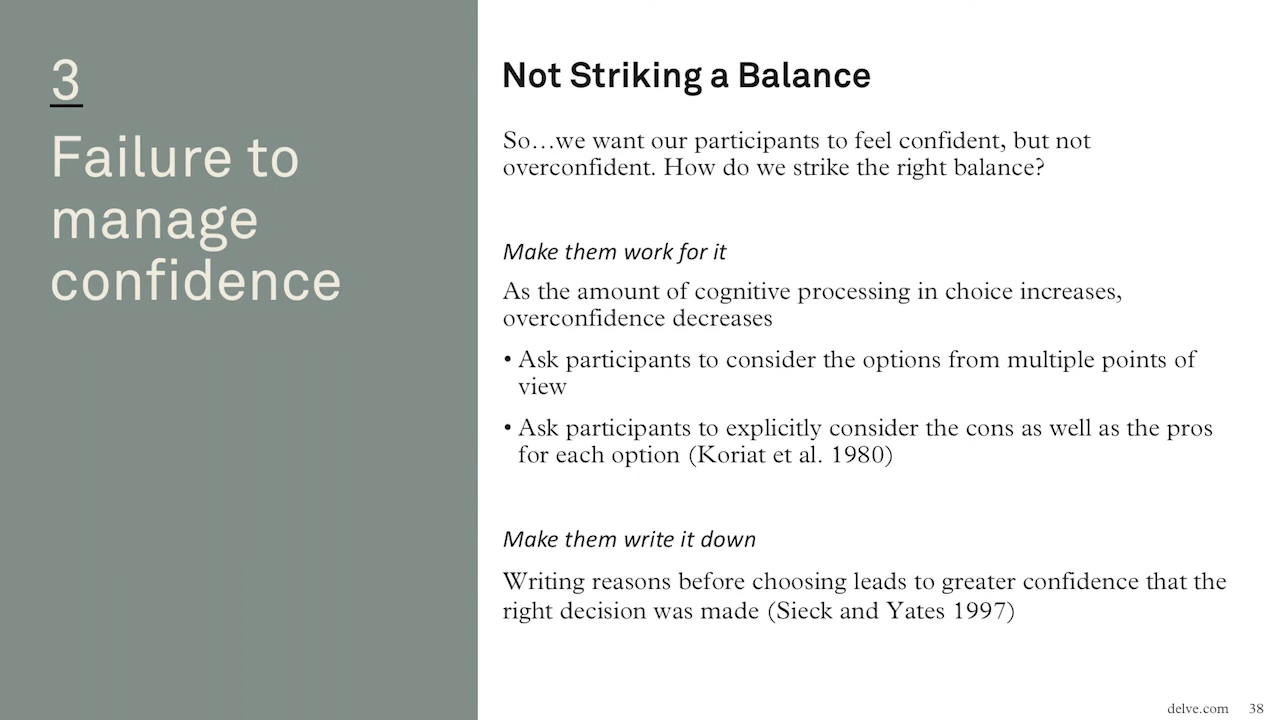 3
Failure to
manage
confidence
Not Striking a Balance
So…we want our participants to feel confident, but not
overconfident. How do we strike the right balance?
Make them work for it
As the amount of cognitive processing in choice increases,
overconfidence decreases
• Ask participants to consider the options from multiple points of
view
• Ask participants to explicitly consider the cons as well as the pros
for each option (Koriat et al. 1980)
Make them write it down
Writing reasons before choosing leads to greater confidence that the
right decision was made (Sieck and Yates 1997)
delve.com 38